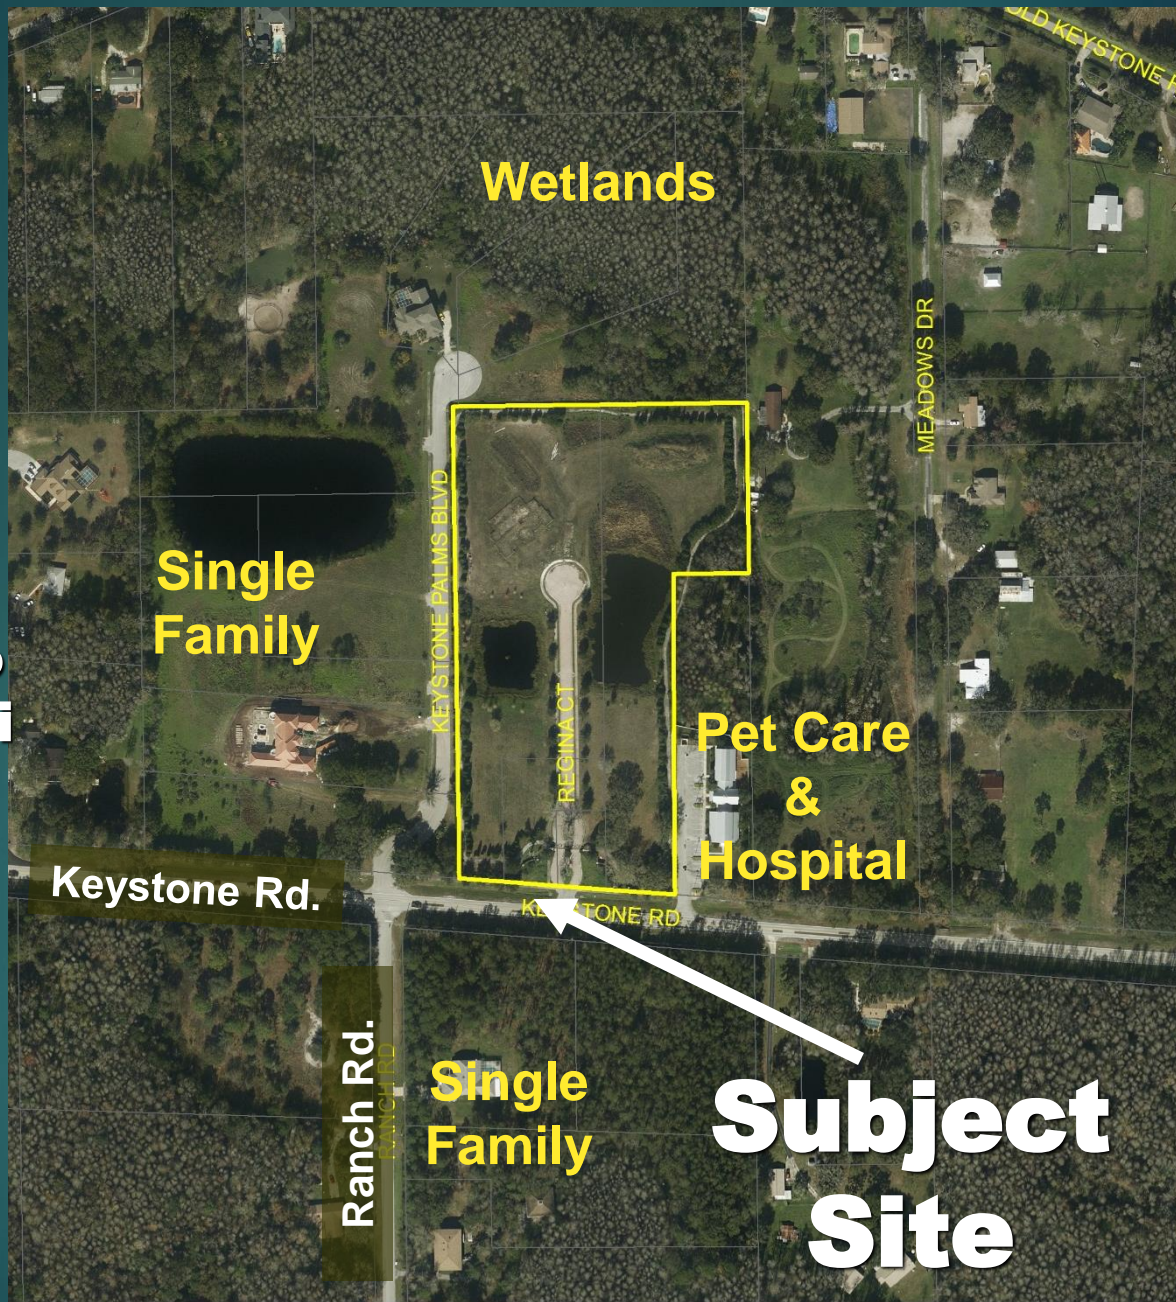 OLD KEYSTONE R
Wetlands
MEADOWS DR
KEYSTONE PALMS BLVD
Single
Family
REGINA CT
Pet Care
&
Hospital
Keystone Rd.
KEYSTONE RD
Ranch Rd.
RANCH RD
Single
Family
Subject
Site